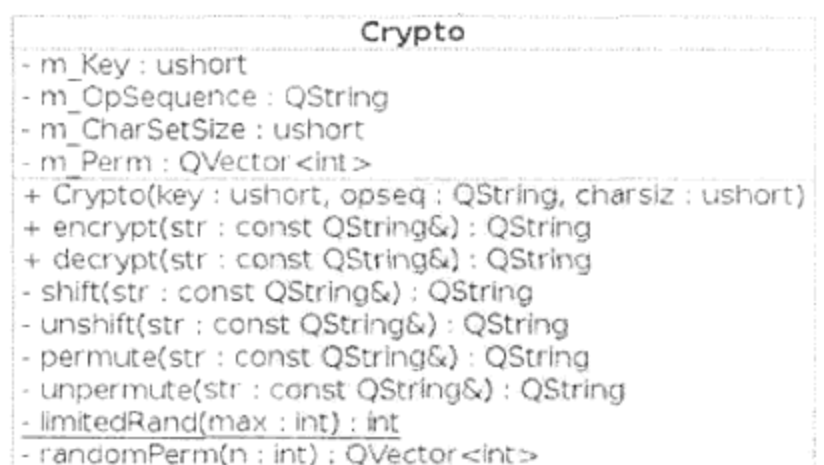 Crypto
- m_Key : ushort
- m_OpSequence : QString
- m_CharSetSize : ushort
- m_Perm : QVector<int>
+ Crypto(key : ushort, opseq : QString, charsiz : ushort)
+ encrypt(str : const QString&) : QString
+ decrypt(str : const QString&) : QString
- shift(str : const QString&) : QString
- unshift(str : const QString&) : QString
- permute(str : const QString&) : QString
- unpermute(str : const QString&) : QString
- limitedRand(max : int) : int
- randomPerm(n : int) : QVector<int>